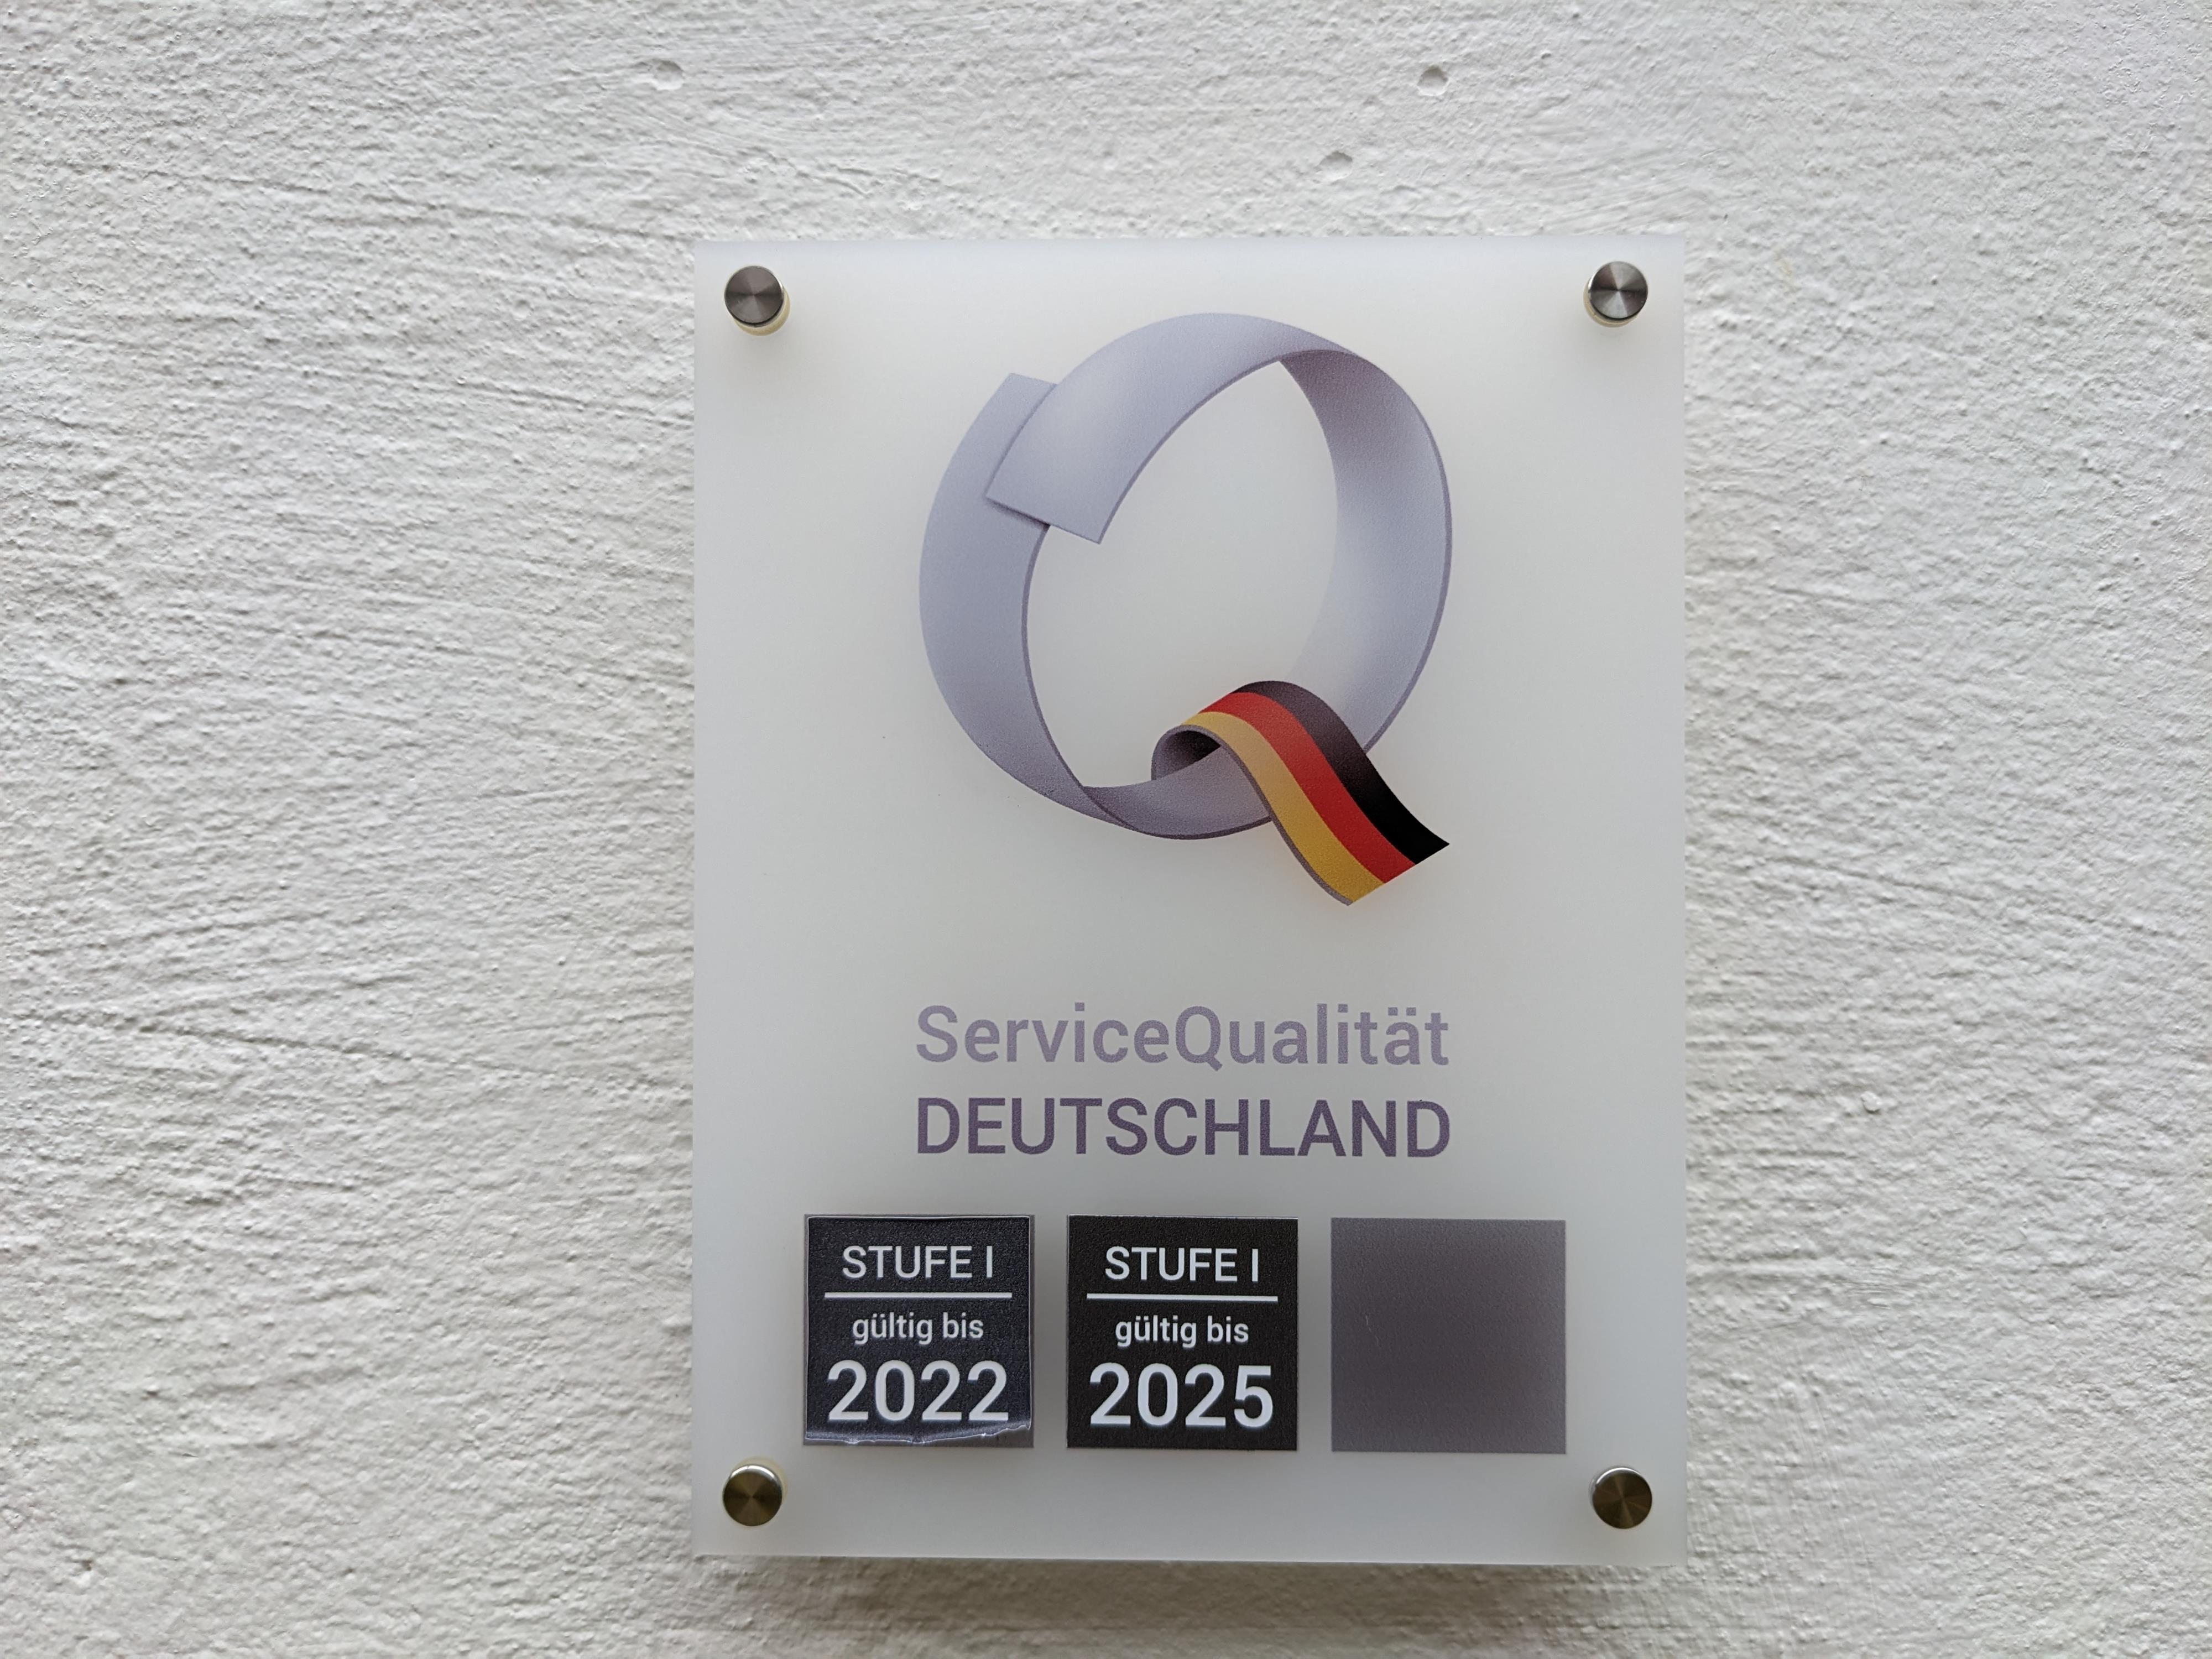 ServiceQualität
DEUTSCHLAND
STUFE I
gültig bis
2022
STUFE I
gültig bis
2025